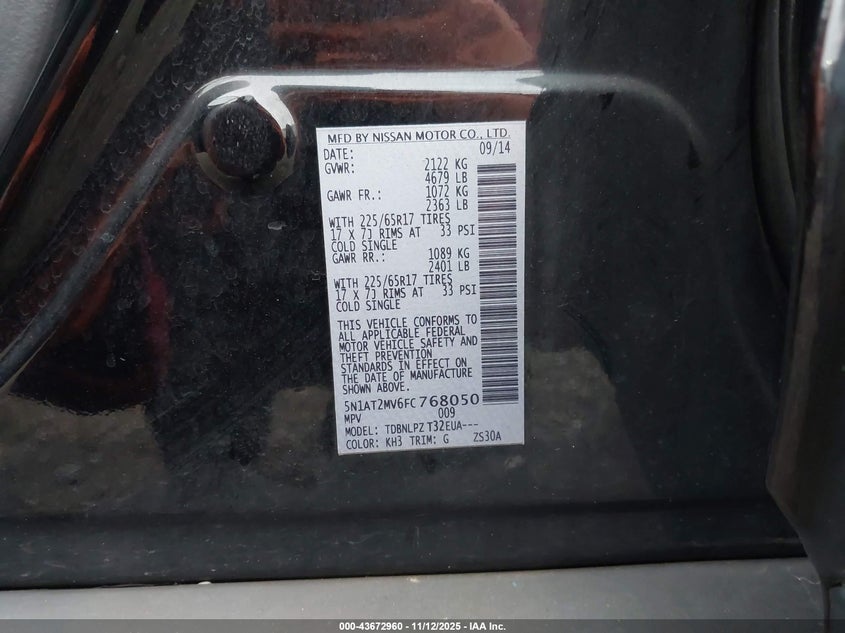 MFD BY NISSAN MOTOR CO., LTD.
DATE: 09/14
GVWR: 2122 KG
4679 LB
GAWR FR.: 1072 KG
2363 LB
WITH 225/65R17 TIRES
17 X 7J RIMS AT 33 PSI
COLD SINGLE
GAWR RR.: 1089 KG
2401 LB
WITH 225/65R17 TIRES
17 X 7J RIMS AT 33 PSI
COLD SINGLE
THIS VEHICLE CONFORMS TO
ALL APPLICABLE FEDERAL
MOTOR VEHICLE SAFETY AND
THEFT PREVENTION
STANDARDS IN EFFECT ON
THE DATE OF MANUFACTURE
SHOWN ABOVE.
5N1AT2MV6FC768050
MPV 009
MODEL: TDBNLPZ T32EUA---
COLOR: KH3 TRIM: G ZS30A
000-43672960 - 11/12/2025 - IAA Inc.